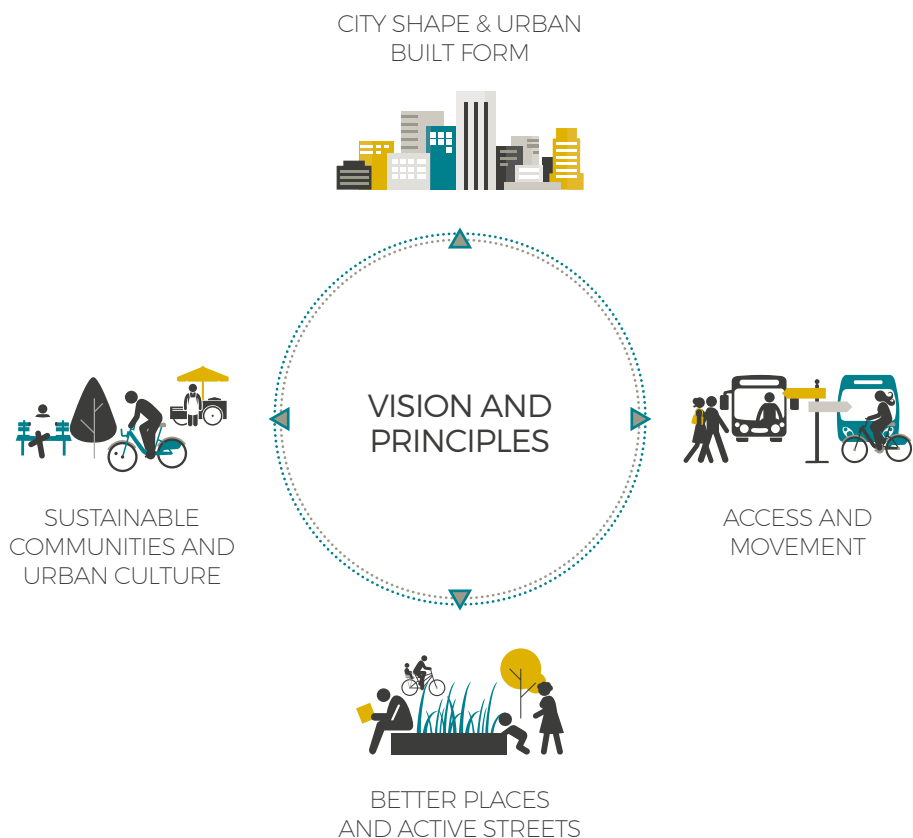 CITY SHAPE & URBAN
BUILT FORM
VISION AND
PRINCIPLES
SUSTAINABLE
COMMUNITIES AND
URBAN CULTURE
ACCESS AND
MOVEMENT
BETTER PLACES
AND ACTIVE STREETS